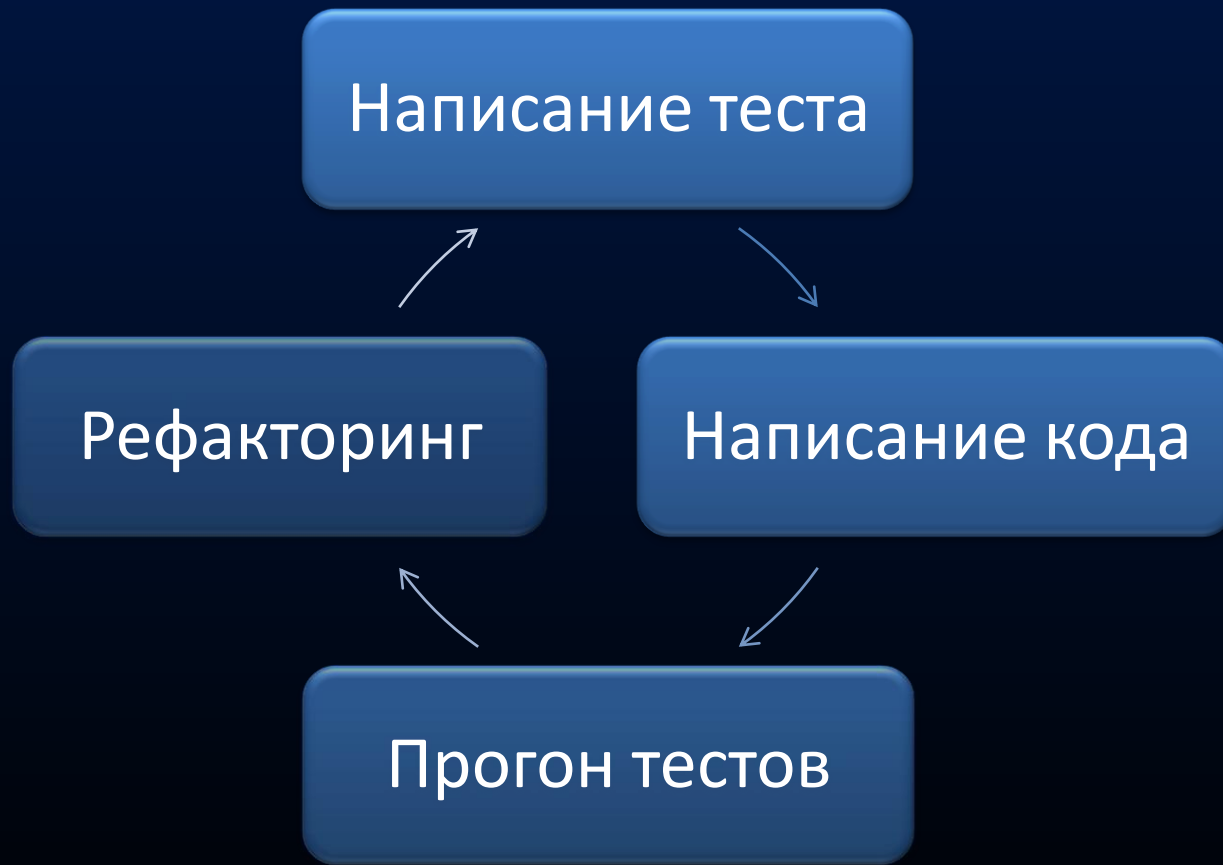 Написание теста
Рефакторинг
Написание кода
Прогон тестов